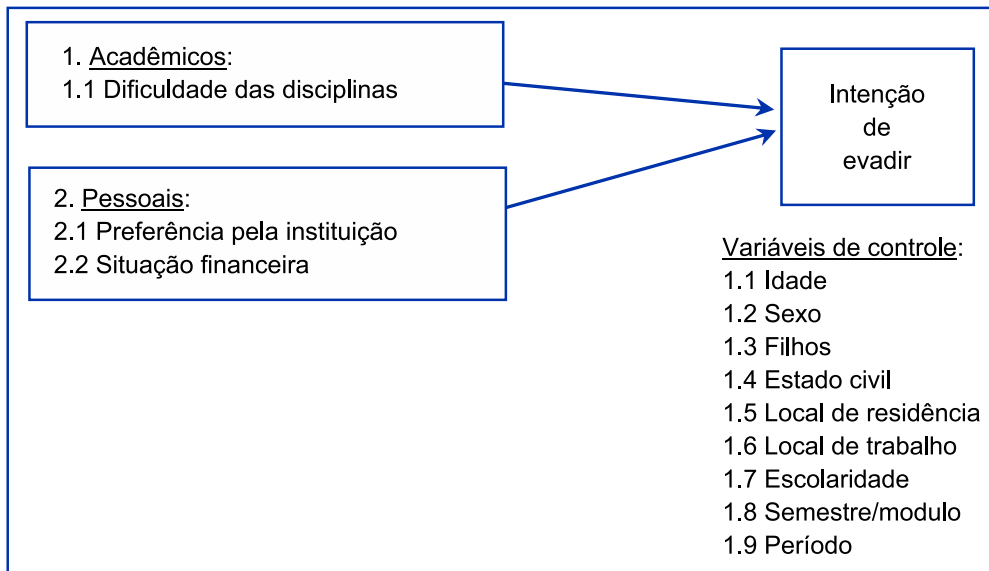 1. Acadêmicos:
1.1 Dificuldade das disciplinas
2. Pessoais:
2.1 Preferência pela instituição
2.2 Situação financeira
Intenção
de
evadir
Variáveis de controle:
1.1 Idade
1.2 Sexo
1.3 Filhos
1.4 Estado civil
1.5 Local de residência
1.6 Local de trabalho
1.7 Escolaridade
1.8 Semestre/modulo
1.9 Período